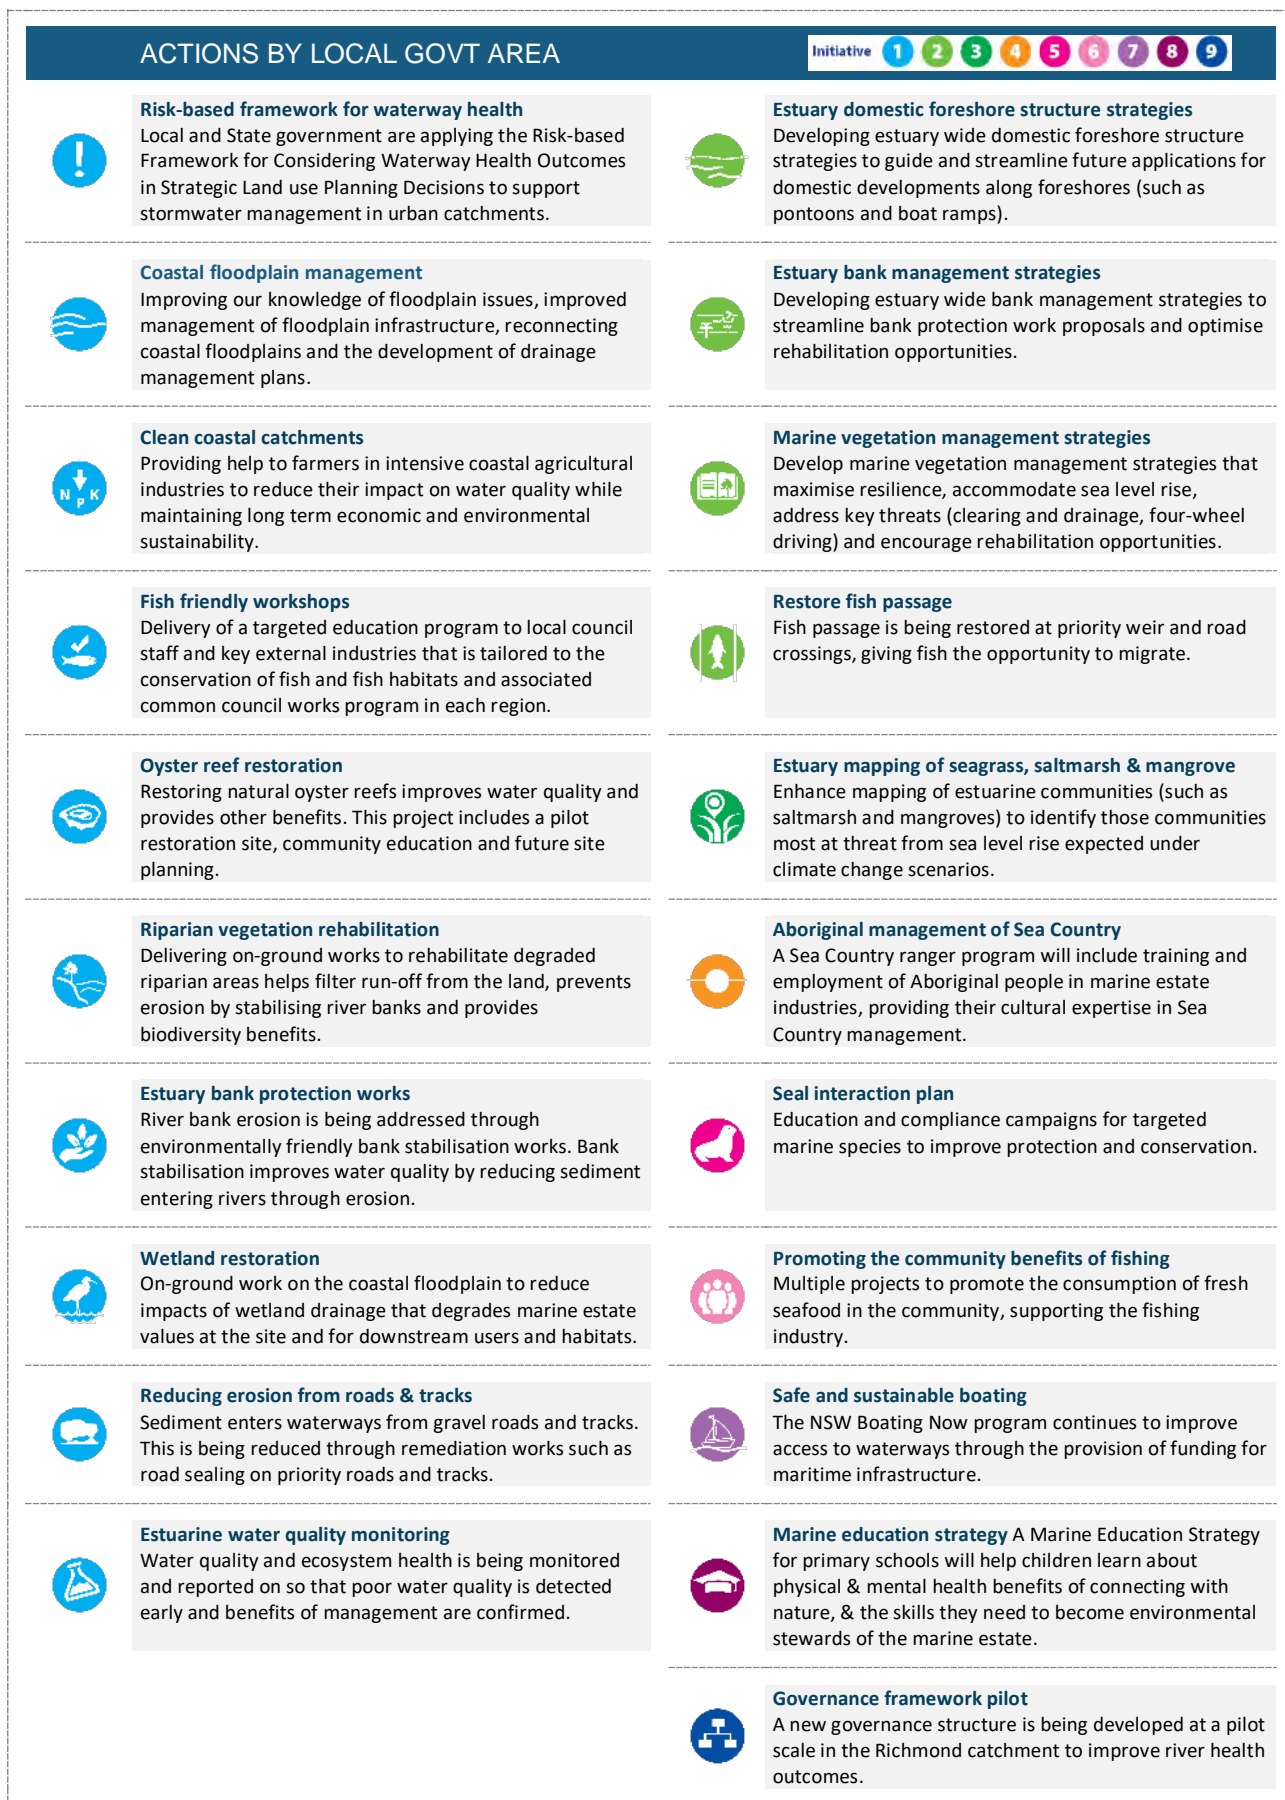 ACTIONS BY LOCAL GOVT AREA
Initiative 1 2 3 4 5 6 7 8 9
Risk-based framework for waterway health
Local and State government are applying the Risk-based
Framework for Considering Waterway Health Outcomes
in Strategic Land use Planning Decisions to support
stormwater management in urban catchments.
Coastal floodplain management
Improving our knowledge of floodplain issues, improved
management of floodplain infrastructure, reconnecting
coastal floodplains and the development of drainage
management plans.
N P K
Clean coastal catchments
Providing help to farmers in intensive coastal agricultural
industries to reduce their impact on water quality while
maintaining long term economic and environmental
sustainability.
Fish friendly workshops
Delivery of a targeted education program to local council
staff and key external industries that is tailored to the
conservation of fish and fish habitats and associated
common council works program in each region.
Oyster reef restoration
Restoring natural oyster reefs improves water quality and
provides other benefits. This project includes a pilot
restoration site, community education and future site
planning.
Riparian vegetation rehabilitation
Delivering on-ground works to rehabilitate degraded
riparian areas helps filter run-off from the land, prevents
erosion by stabilising river banks and provides
biodiversity benefits.
Estuary bank protection works
River bank erosion is being addressed through
environmentally friendly bank stabilisation works. Bank
stabilisation improves water quality by reducing sediment
entering rivers through erosion.
Wetland restoration
On-ground work on the coastal floodplain to reduce
impacts of wetland drainage that degrades marine estate
values at the site and for downstream users and habitats.
Reducing erosion from roads & tracks
Sediment enters waterways from gravel roads and tracks.
This is being reduced through remediation works such as
road sealing on priority roads and tracks.
Estuarine water quality monitoring
Water quality and ecosystem health is being monitored
and reported on so that poor water quality is detected
early and benefits of management are confirmed.
Estuary domestic foreshore structure strategies
Developing estuary wide domestic foreshore structure
strategies to guide and streamline future applications for
domestic developments along foreshores (such as
pontoons and boat ramps).
Estuary bank management strategies
Developing estuary wide bank management strategies to
streamline bank protection work proposals and optimise
rehabilitation opportunities.
Marine vegetation management strategies
Develop marine vegetation management strategies that
maximise resilience, accommodate sea level rise,
address key threats (clearing and drainage, four-wheel
driving) and encourage rehabilitation opportunities.
Restore fish passage
Fish passage is being restored at priority weir and road
crossings, giving fish the opportunity to migrate.
Estuary mapping of seagrass, saltmarsh & mangrove
Enhance mapping of estuarine communities (such as
saltmarsh and mangroves) to identify those communities
most at threat from sea level rise expected under
climate change scenarios.
Aboriginal management of Sea Country
A Sea Country ranger program will include training and
employment of Aboriginal people in marine estate
industries, providing their cultural expertise in Sea
Country management.
Seal interaction plan
Education and compliance campaigns for targeted
marine species to improve protection and conservation.
Promoting the community benefits of fishing
Multiple projects to promote the consumption of fresh
seafood in the community, supporting the fishing
industry.
Safe and sustainable boating
The NSW Boating Now program continues to improve
access to waterways through the provision of funding for
maritime infrastructure.
Marine education strategy A Marine Education Strategy
for primary schools will help children learn about
physical & mental health benefits of connecting with
nature, & the skills they need to become environmental
stewards of the marine estate.
Governance framework pilot
A new governance structure is being developed at a pilot
scale in the Richmond catchment to improve river health
outcomes.